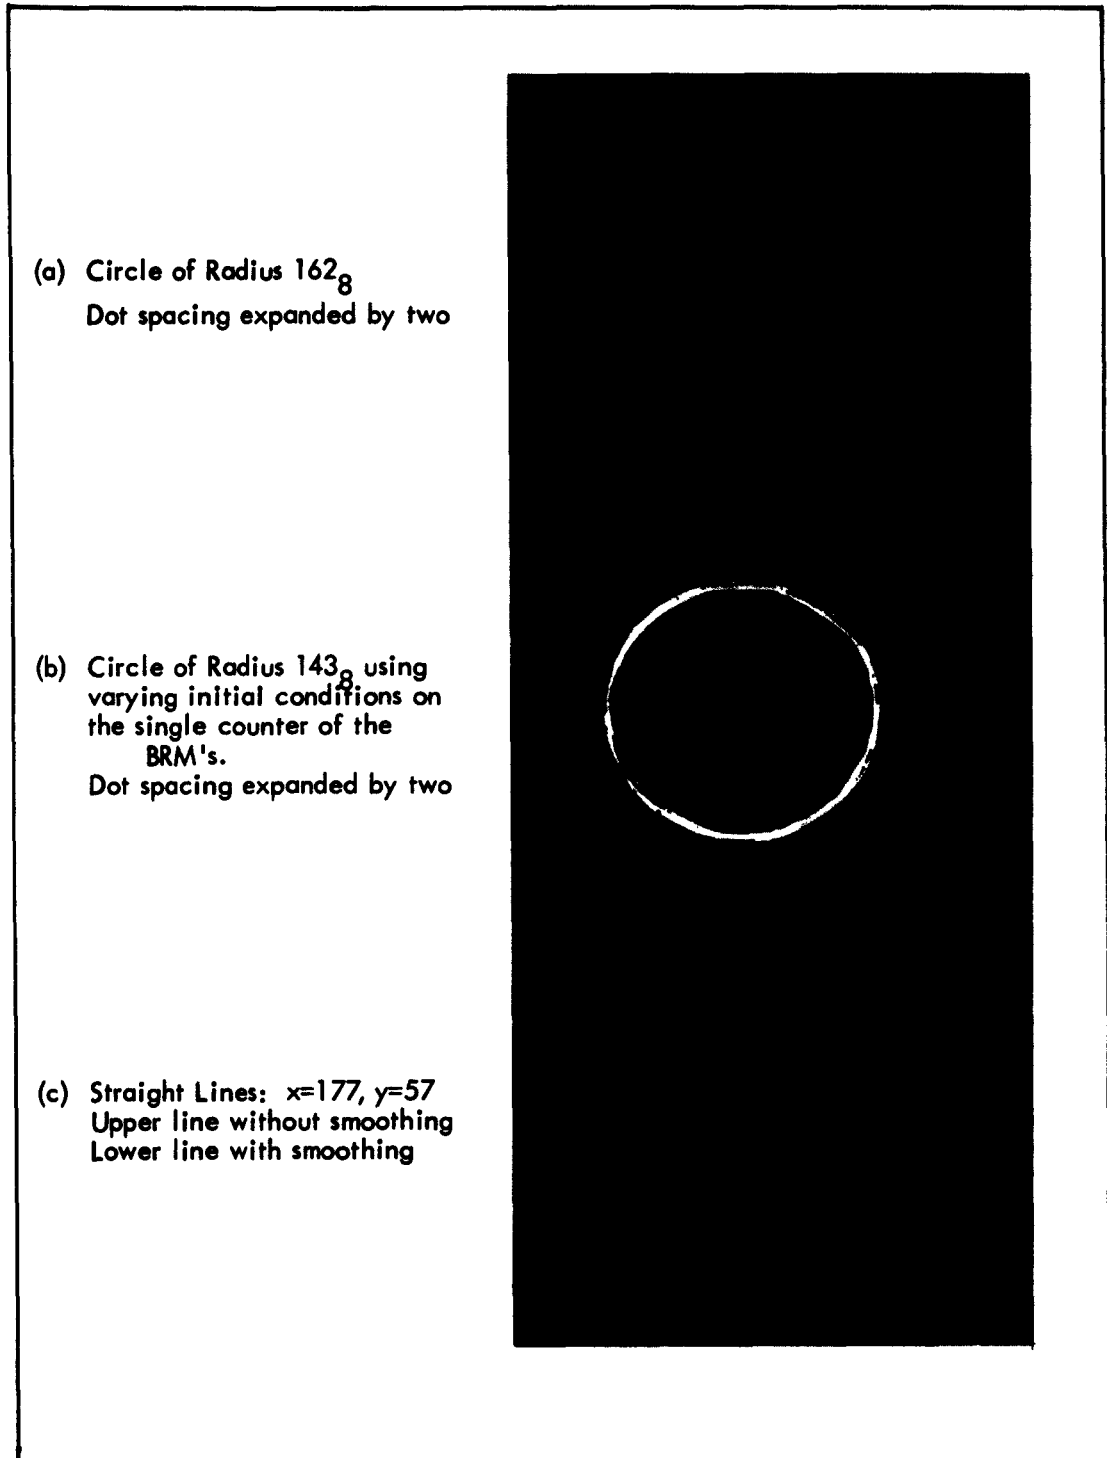 (a) Circle of Radius 162₈
Dot spacing expanded by two
(b) Circle of Radius 143₈ using
varying initial conditions on
the single counter of the
BRM's.
Dot spacing expanded by two
(c) Straight Lines: x=177, y=57
Upper line without smoothing
Lower line with smoothing